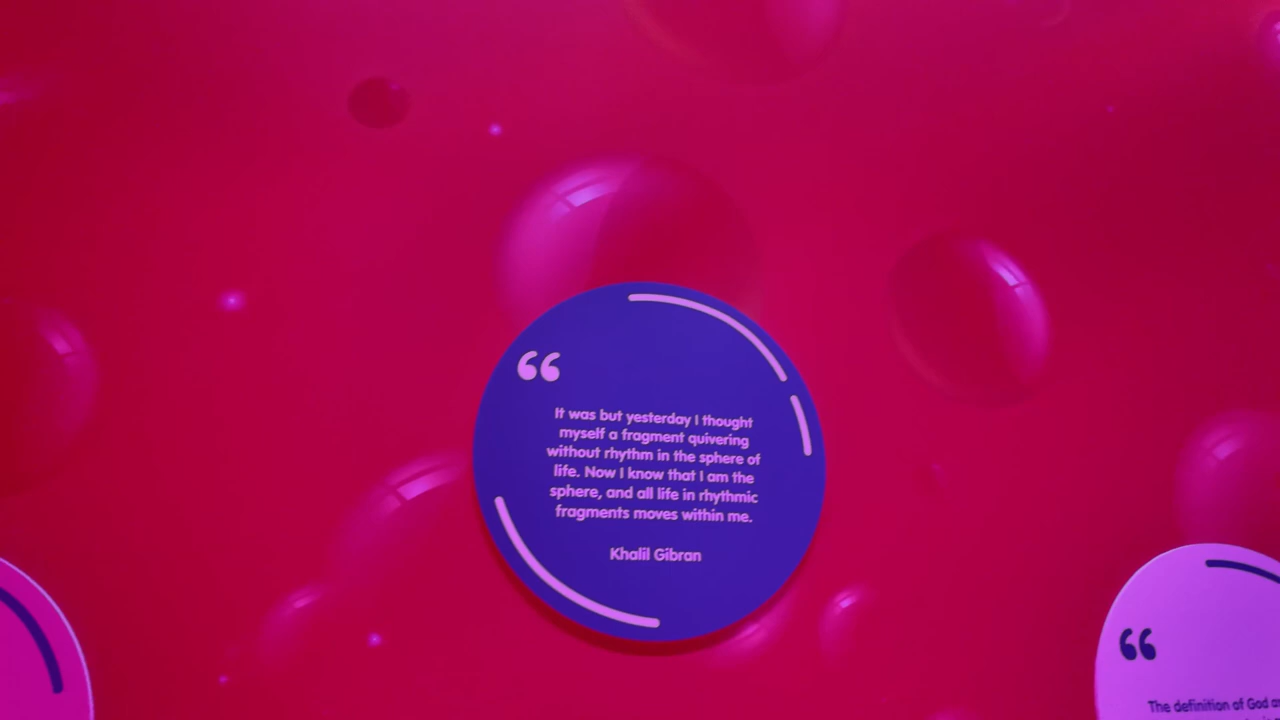 “
It was but yesterday I thought
myself a fragment quivering
without rhythm in the sphere of
life. Now I know that I am the
sphere, and all life in rhythmic
fragments moves within me.
Khalil Gibran
“
The definition of God